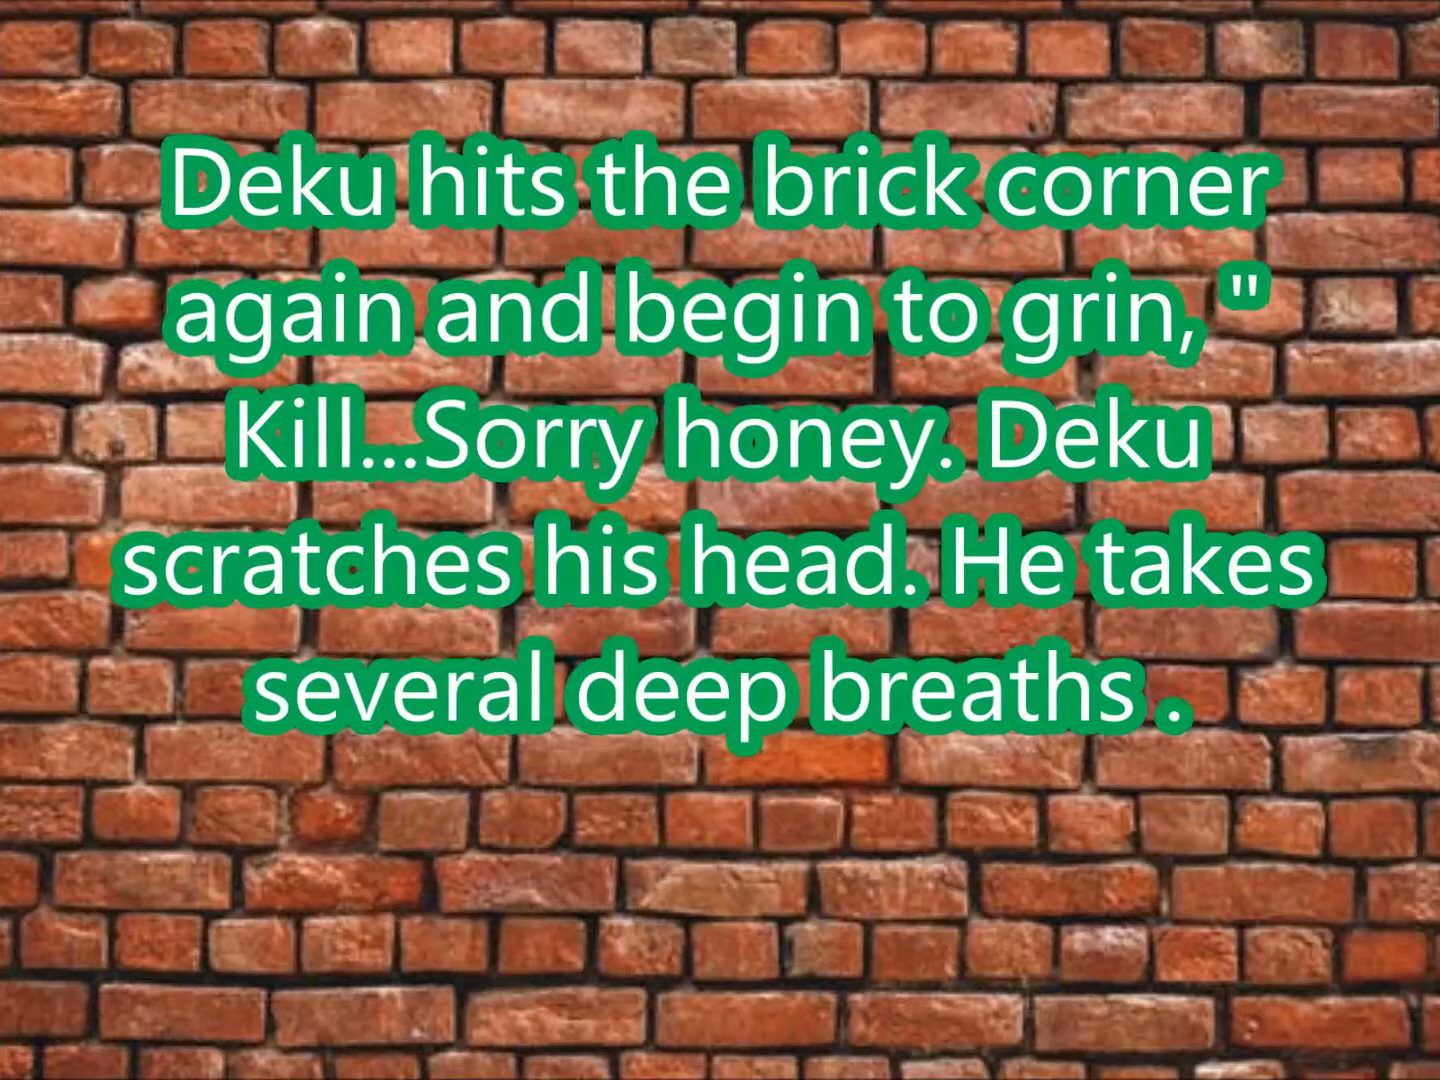 Deku hits the brick corner
again and begin to grin, "
Kill...Sorry honey. Deku
scratches his head. He takes
several deep breaths .